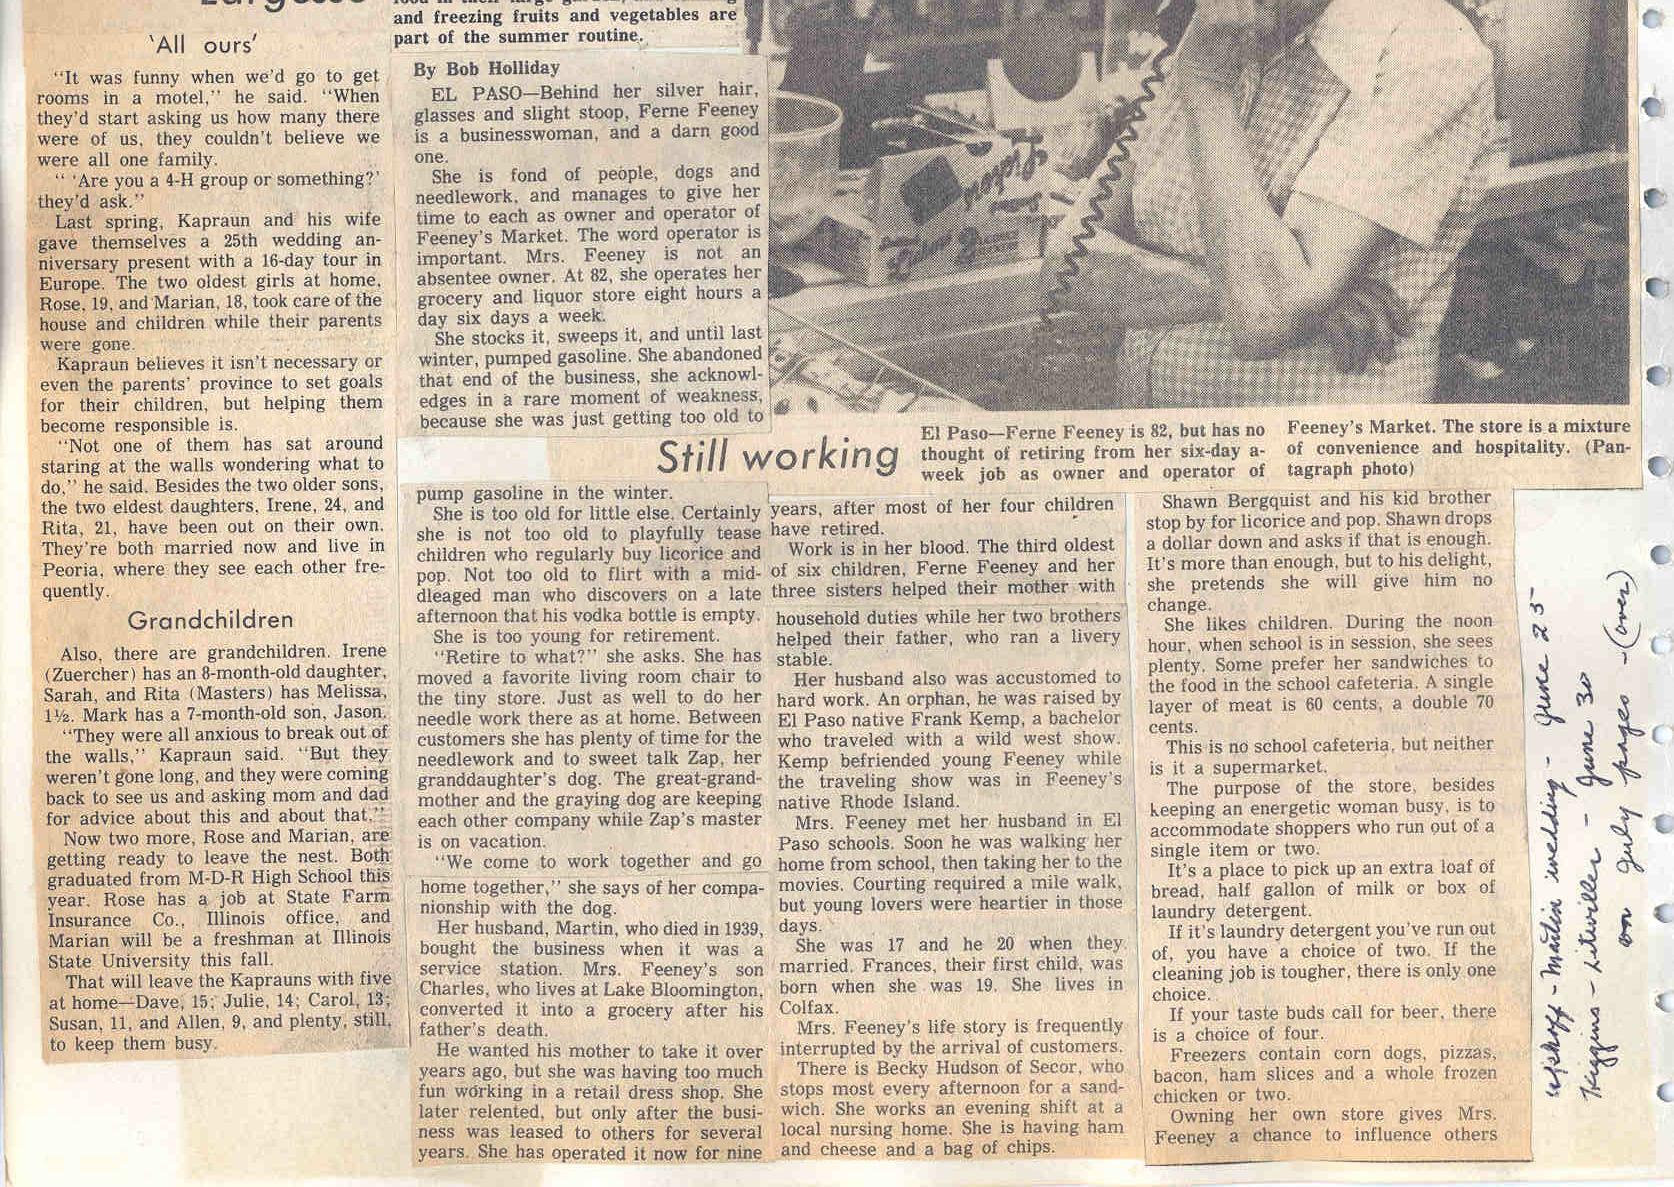 'All ours'
"It was funny when we'd go to get
rooms in a motel," he said. "When
they'd start asking us how many there
were of us, they couldn't believe we
were all one family.
" 'Are you a 4-H group or something?'
they'd ask."
Last spring, Kapraun and his wife
gave themselves a 25th wedding an-
niversary present with a 16-day tour in
Europe. The two oldest girls at home,
Rose, 19, and Marian, 18, took care of the
house and children while their parents
were gone.
Kapraun believes it isn't necessary or
even the parents' province to set goals
for their children, but helping them
become responsible is.
"Not one of them has sat around
staring at the walls wondering what to
do," he said. Besides the two older sons,
the two eldest daughters, Irene, 24, and
Rita, 21, have been out on their own.
They're both married now and live in
Peoria, where they see each other fre-
quently.
Grandchildren
Also, there are grandchildren. Irene
(Zuercher) has an 8-month-old daughter,
Sarah, and Rita (Masters) has Melissa,
1½. Mark has a 7-month-old son, Jason.
"They were all anxious to break out of
the walls," Kapraun said. "But they
weren't gone long, and they were coming
back to see us and asking mom and dad
for advice about this and about that."
Now two more, Rose and Marian, are
getting ready to leave the nest. Both
graduated from M-D-R High School this
year. Rose has a job at State Farm
Insurance Co., Illinois office, and
Marian will be a freshman at Illinois
State University this fall.
That will leave the Kaprauns with five
at home—Dave, 15; Julie, 14; Carol, 13;
Susan, 11, and Allen, 9, and plenty, still,
to keep them busy.
and freezing fruits and vegetables are
part of the summer routine.
By Bob Holliday
EL PASO—Behind her silver hair,
glasses and slight stoop, Ferne Feeney
is a businesswoman, and a darn good
one.
She is fond of people, dogs and
needlework, and manages to give her
time to each as owner and operator of
Feeney's Market. The word operator is
important. Mrs. Feeney is not an
absentee owner. At 82, she operates her
grocery and liquor store eight hours a
day six days a week.
She stocks it, sweeps it, and until last
winter, pumped gasoline. She abandoned
that end of the business, she acknowl-
edges in a rare moment of weakness,
because she was just getting too old to
Still working
El Paso—Ferne Feeney is 82, but has no
thought of retiring from her six-day a-
week job as owner and operator of
Feeney's Market. The store is a mixture
of convenience and hospitality. (Pan-
tagraph photo)
pump gasoline in the winter.
She is too old for little else. Certainly
she is not too old to playfully tease
children who regularly buy licorice and
pop. Not too old to flirt with a mid-
dleaged man who discovers on a late
afternoon that his vodka bottle is empty.
She is too young for retirement.
"Retire to what?" she asks. She has
moved a favorite living room chair to
the tiny store. Just as well to do her
needle work there as at home. Between
customers she has plenty of time for the
needlework and to sweet talk Zap, her
granddaughter's dog. The great-grand-
mother and the graying dog are keeping
each other company while Zap's master
is on vacation.
"We come to work together and go
home together," she says of her compa-
nionship with the dog.
Her husband, Martin, who died in 1939,
bought the business when it was a
service station. Mrs. Feeney's son
Charles, who lives at Lake Bloomington,
converted it into a grocery after his
father's death.
He wanted his mother to take it over
years ago, but she was having too much
fun working in a retail dress shop. She
later relented, but only after the busi-
ness was leased to others for several
years. She has operated it now for nine
years, after most of her four children
have retired.
Work is in her blood. The third oldest
of six children, Ferne Feeney and her
three sisters helped their mother with
household duties while her two brothers
helped their father, who ran a livery
stable.
Her husband also was accustomed to
hard work. An orphan, he was raised by
El Paso native Frank Kemp, a bachelor
who traveled with a wild west show.
Kemp befriended young Feeney while
the traveling show was in Feeney's
native Rhode Island.
Mrs. Feeney met her husband in El
Paso schools. Soon he was walking her
home from school, then taking her to the
movies. Courting required a mile walk,
but young lovers were heartier in those
days.
She was 17 and he 20 when they
married. Frances, their first child, was
born when she was 19. She lives in
Colfax.
Mrs. Feeney's life story is frequently
interrupted by the arrival of customers.
There is Becky Hudson of Secor, who
stops most every afternoon for a sand-
wich. She works an evening shift at a
local nursing home. She is having ham
and cheese and a bag of chips.
Shawn Bergquist and his kid brother
stop by for licorice and pop. Shawn drops
a dollar down and asks if that is enough.
It's more than enough, but to his delight,
she pretends she will give him no
change.
She likes children. During the noon
hour, when school is in session, she sees
plenty. Some prefer her sandwiches to
the food in the school cafeteria. A single
layer of meat is 60 cents, a double 70
cents.
This is no school cafeteria, but neither
is it a supermarket.
The purpose of the store, besides
keeping an energetic woman busy, is to
accommodate shoppers who run out of a
single item or two.
It's a place to pick up an extra loaf of
bread, half gallon of milk or box of
laundry detergent.
If it's laundry detergent you've run out
of, you have a choice of two. If the
cleaning job is tougher, there is only one
choice.
If your taste buds call for beer, there
is a choice of four.
Freezers contain corn dogs, pizzas,
bacon, ham slices and a whole frozen
chicken or two.
Owning her own store gives Mrs.
Feeney a chance to influence others
Martin wedding - June 25
Higgins - Litwiller - June 30
on July pages - (over)